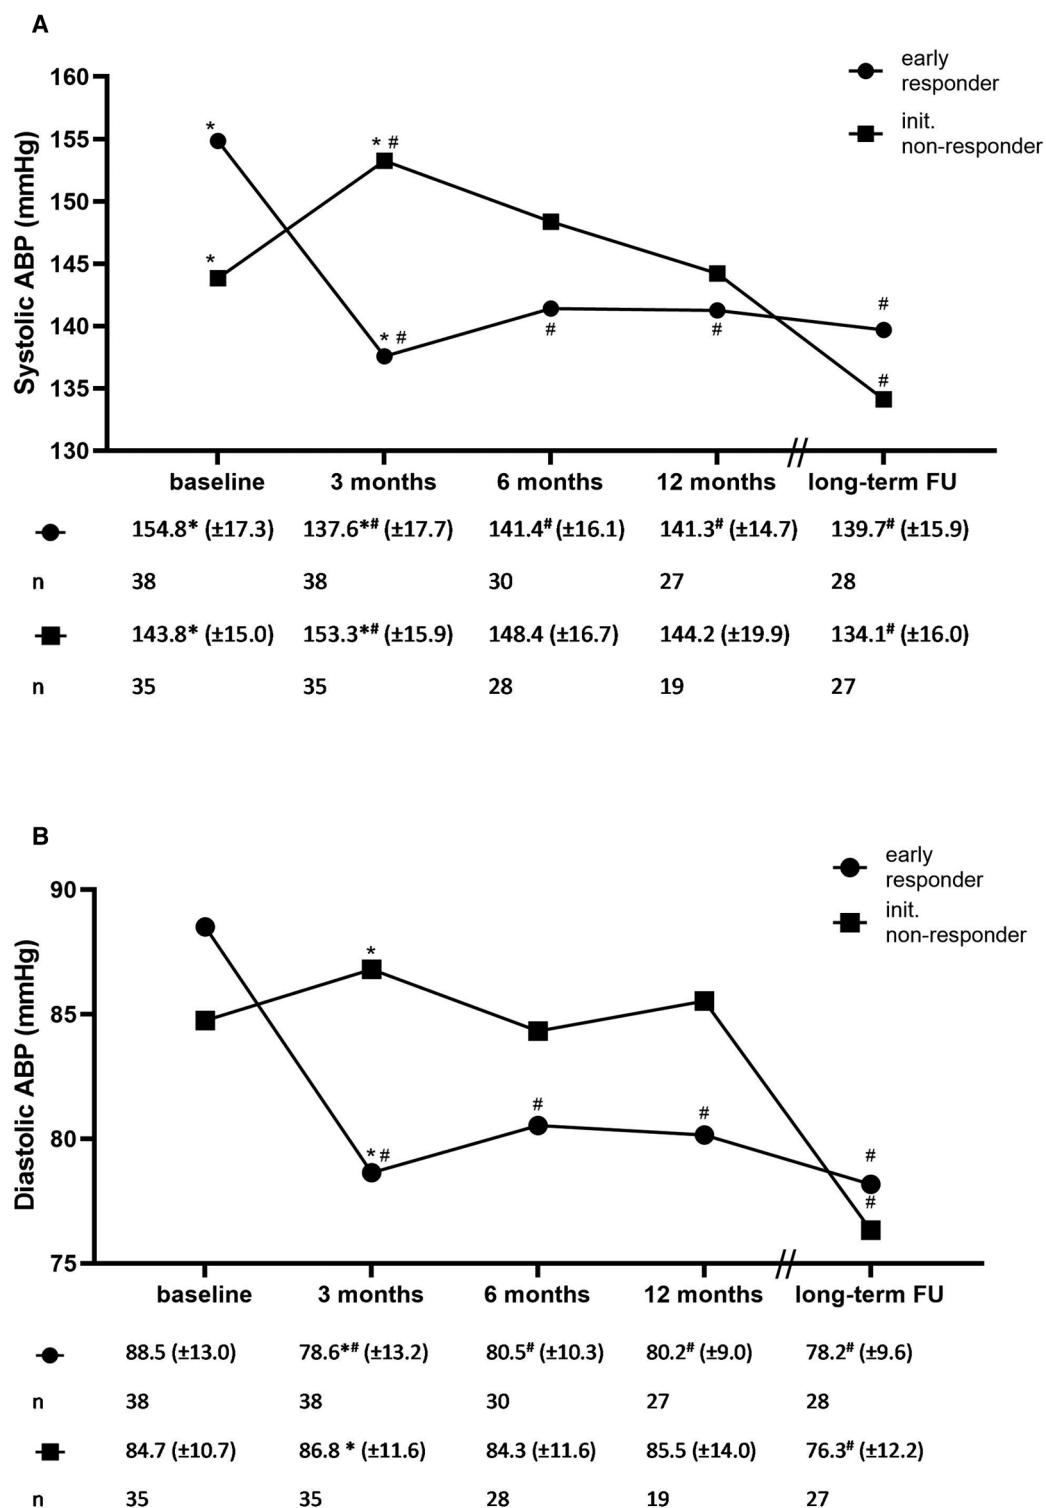 A
early
responder
init.
non-responder
Systolic ABP (mmHg)
160
155
150
145
140
135
130
*
*
* #
* #
#
#
#
#
baseline 3 months 6 months 12 months long-term FU
154.8* (±17.3) 137.6*# (±17.7) 141.4# (±16.1) 141.3# (±14.7) 139.7# (±15.9)
n 38 38 30 27 28
143.8* (±15.0) 153.3*# (±15.9) 148.4 (±16.7) 144.2 (±19.9) 134.1# (±16.0)
n 35 35 28 19 27
B
early
responder
init.
non-responder
Diastolic ABP (mmHg)
90
85
80
75
*
* #
#
#
#
#
baseline 3 months 6 months 12 months long-term FU
88.5 (±13.0) 78.6*# (±13.2) 80.5# (±10.3) 80.2# (±9.0) 78.2# (±9.6)
n 38 38 30 27 28
84.7 (±10.7) 86.8 * (±11.6) 84.3 (±11.6) 85.5 (±14.0) 76.3# (±12.2)
n 35 35 28 19 27